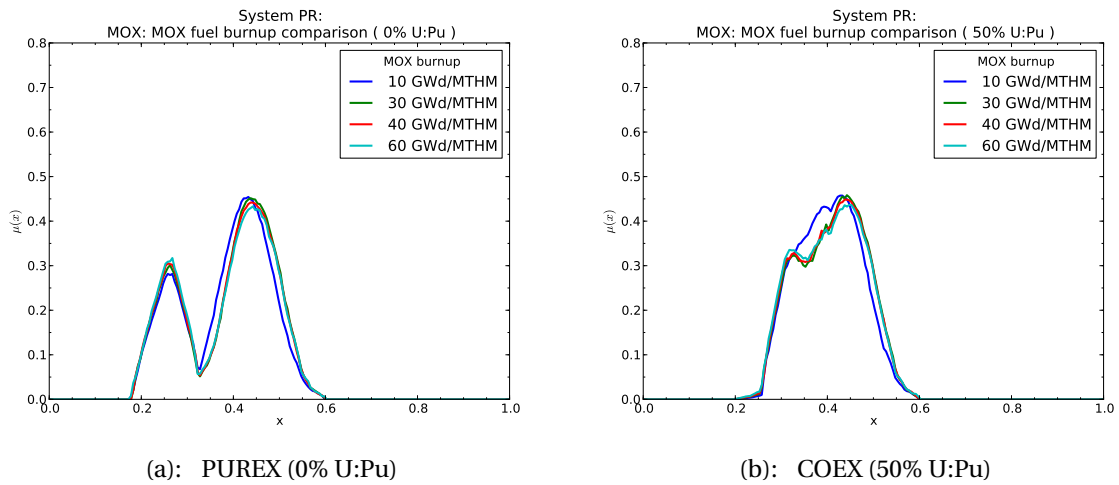 System PR:
MOX: MOX fuel burnup comparison ( 0% U:Pu )
0.8
0.7
0.6
0.5
0.4
0.3
0.2
0.1
0.0
μ(x)
MOX burnup
10 GWd/MTHM
30 GWd/MTHM
40 GWd/MTHM
60 GWd/MTHM
0.0 0.2 0.4 0.6 0.8 1.0
x
(a): PUREX (0% U:Pu)
System PR:
MOX: MOX fuel burnup comparison ( 50% U:Pu )
0.8
0.7
0.6
0.5
0.4
0.3
0.2
0.1
0.0
μ(x)
MOX burnup
10 GWd/MTHM
30 GWd/MTHM
40 GWd/MTHM
60 GWd/MTHM
0.0 0.2 0.4 0.6 0.8 1.0
x
(b): COEX (50% U:Pu)